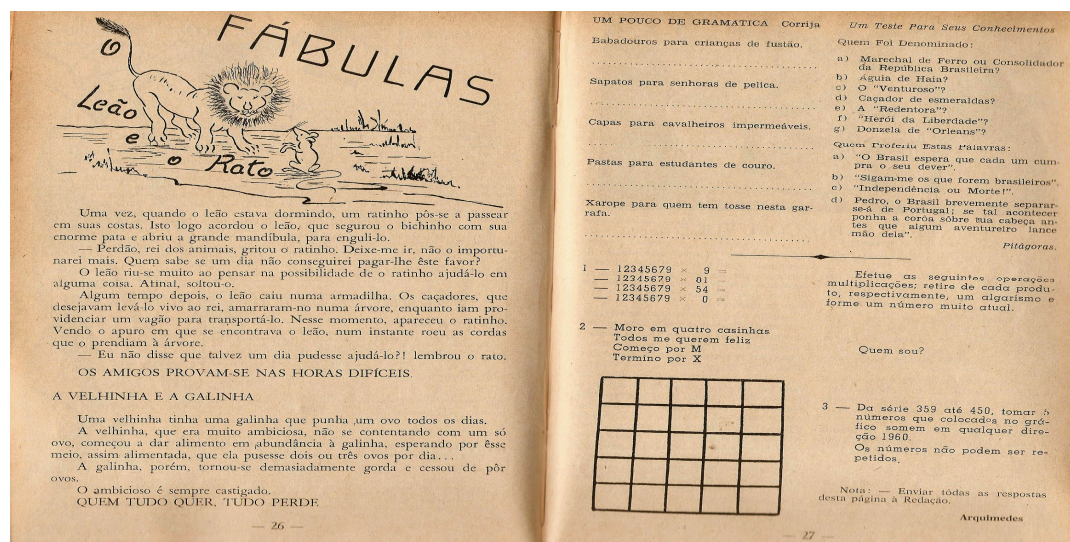 FÁBULAS
O
Leão
e
o
Rato
Uma vez, quando o leão estava dormindo, um ratinho pôs-se a passear
em suas costas. Isto logo acordou o leão, que segurou o bichinho com sua
enorme pata e abriu a grande mandíbula, para engulí-lo.
— Perdão, rei dos animais, gritou o ratinho. Deixe-me ir, não o importu-
narei mais. Quem sabe se um dia não conseguirei pagar-lhe êste favor?
O leão riu-se muito ao pensar na possibilidade de o ratinho ajudá-lo em
alguma coisa. Afinal, soltou-o.
Algum tempo depois, o leão caiu numa armadilha. Os caçadores, que
desejavam levá-lo vivo ao rei, amarraram-no numa árvore, enquanto iam pro-
videnciar um vagão para transportá-lo. Nesse momento, apareceu o ratinho.
Vendo o apuro em que se encontrava o leão, num instante roeu as cordas
que o prendiam à árvore.
— Eu não disse que talvez um dia pudesse ajudá-lo?! lembrou o rato.
OS AMIGOS PROVAM-SE NAS HORAS DIFÍCEIS.
A VELHINHA E A GALINHA
Uma velhinha tinha uma galinha que punha um ovo todos os dias.
A velhinha, que era muito ambiciosa, não se contentando com um só
ovo, começou a dar alimento em abundância à galinha, esperando por êsse
meio, assim alimentada, que ela pusesse dois ou três ovos por dia...
A galinha, porém, tornou-se demasiadamente gorda e cessou de pôr
ovos.
O ambicioso é sempre castigado.
QUEM TUDO QUER, TUDO PERDE
— 26 —
UM POUCO DE GRAMATICA Corrija
Babadouros para crianças de fustão.
Sapatos para senhoras de pelica.
Capas para cavalheiros impermeáveis.
Pastas para estudantes de couro.
Xarope para quem tem tosse nesta gar-
rafa.
Um Teste Para Seus Conhecimentos
Quem Foi Denominado:
a) Marechal de Ferro ou Consolidador
da República Brasileira?
b) Águia de Haia?
c) O "Venturoso"?
d) Caçador de esmeraldas?
e) A "Redentora"?
f) "Herói da Liberdade"?
g) Donzela de "Orleans"?
Quem Proferiu Estas Palavras:
a) "O Brasil espera que cada um cum-
pra o seu dever".
b) "Sigam-me os que forem brasileiros".
c) "Independência ou Morte!".
d) Pedro, o Brasil brevemente separar-
se-á de Portugal; se tal acontecer
ponha a corôa sôbre tua cabeça an-
tes que algum aventureiro lance
mão dela".
Pitágoras.
1 — 12345679 × 9 =
— 12345679 × 01 =
— 12345679 × 54 =
— 12345679 × 0 =
Efetue as seguintes operações
multiplicações; retire de cada produ-
to, respectivamente, um algarismo e
forme um número muito atual.
2 — Moro em quatro casinhas
Todos me querem feliz
Começo por M
Termino por X
Quem sou?
3 — Da série 359 até 450, tomar 5
números que colocados no grá-
fico somem em qualquer dire-
ção 1960.
Os números não podem ser re-
petidos.
Nota: — Enviar tôdas as respostas
desta página à Redação.
Arquimedes
— 27 —